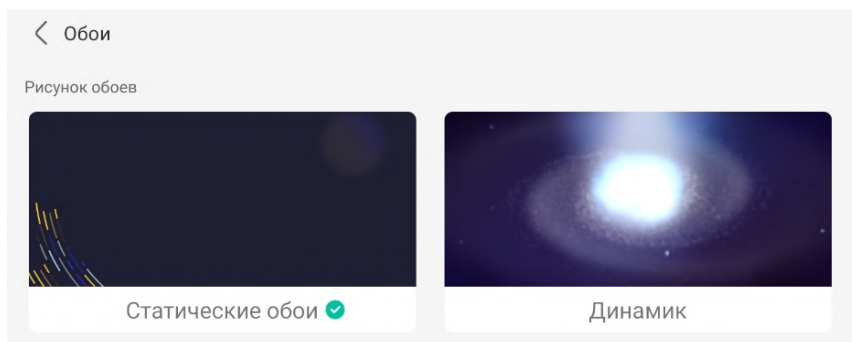 Обои
Рисунок обоев
Статические обои
Динамик